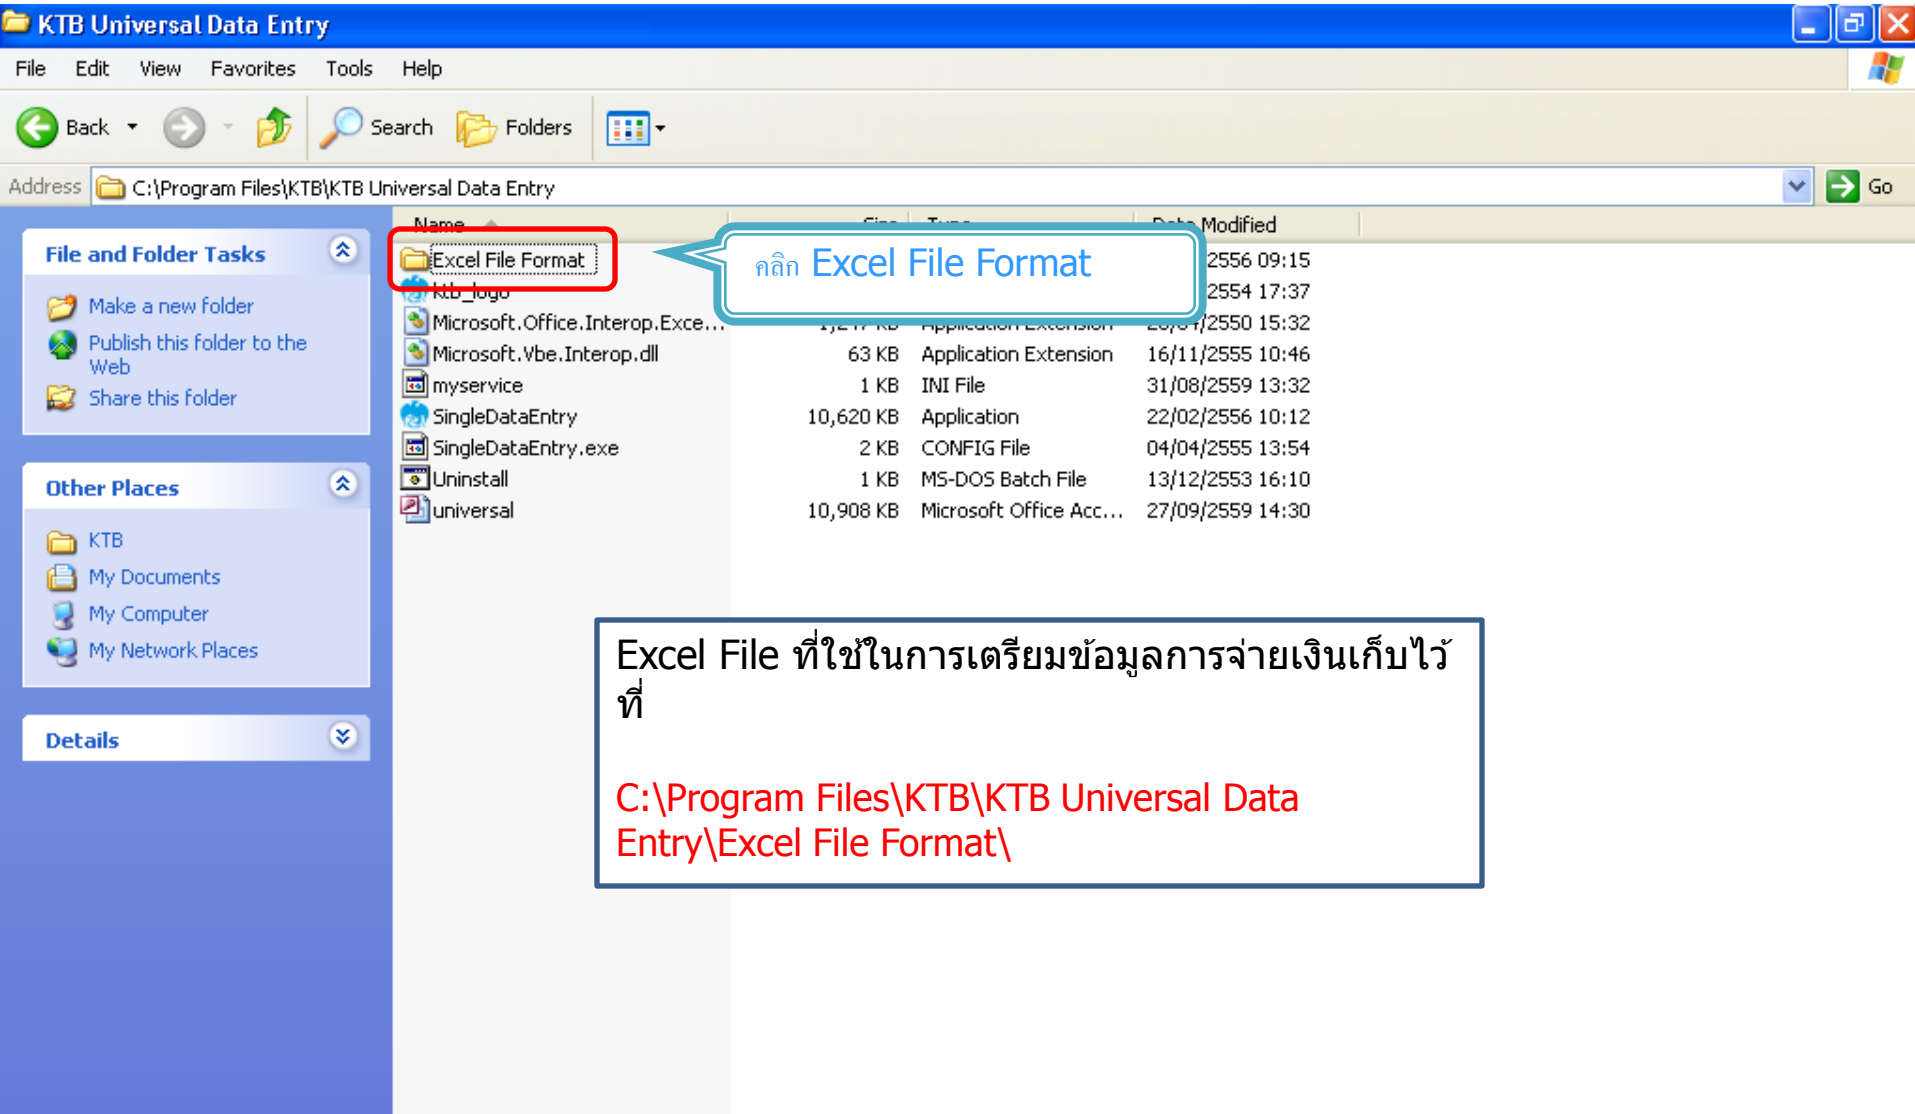 KTB Universal Data Entry
File Edit View Favorites Tools Help
Back Search Folders
Address C:\Program Files\KTB\KTB Universal Data Entry Go
Name Modified
File and Folder Tasks
Make a new folder
Publish this folder to the
Web
Share this folder
Other Places
KTB
My Documents
My Computer
My Network Places
Details
Excel File Format 2556 09:15
ktb_logo 2554 17:37
Microsoft.Office.Interop.Exce... Application Extension /2550 15:32
Microsoft.Vbe.Interop.dll 63 KB Application Extension 16/11/2555 10:46
myservice 1 KB INI File 31/08/2559 13:32
SingleDataEntry 10,620 KB Application 22/02/2556 10:12
SingleDataEntry.exe 2 KB CONFIG File 04/04/2555 13:54
Uninstall 1 KB MS-DOS Batch File 13/12/2553 16:10
universal 10,908 KB Microsoft Office Acc... 27/09/2559 14:30
คลิก Excel File Format
Excel File ที่ใช้ในการเตรียมข้อมูลการจ่ายเงินเก็บไว้
ที่
C:\Program Files\KTB\KTB Universal Data
Entry\Excel File Format\